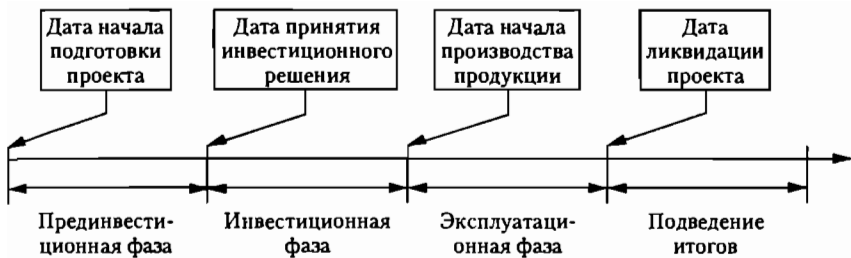 Дата начала
подготовки
проекта
Дата принятия
инвестиционного
решения
Дата начала
производства
продукции
Дата
ликвидации
проекта
Прединвести-
ционная фаза
Инвестиционная
фаза
Эксплуатаци-
онная фаза
Подведение
итогов